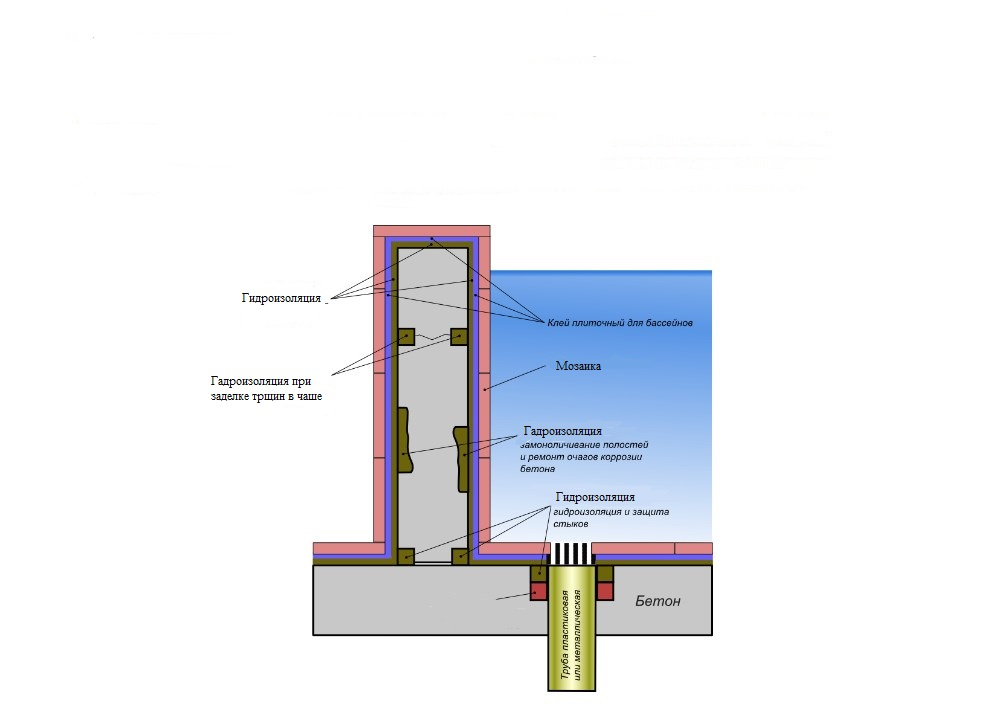 Гидроизоляция
Клей плиточный для бассейнов
Мозаика
Гадроизоляция при
заделке трщин в чаше
Гадроизоляция
замоноличивание полостей
и ремонт очагов коррозии
бетона
Гидроизоляция
гидроизоляция и защита
стыков
Бетон
Труба пластиковая
или металлическая